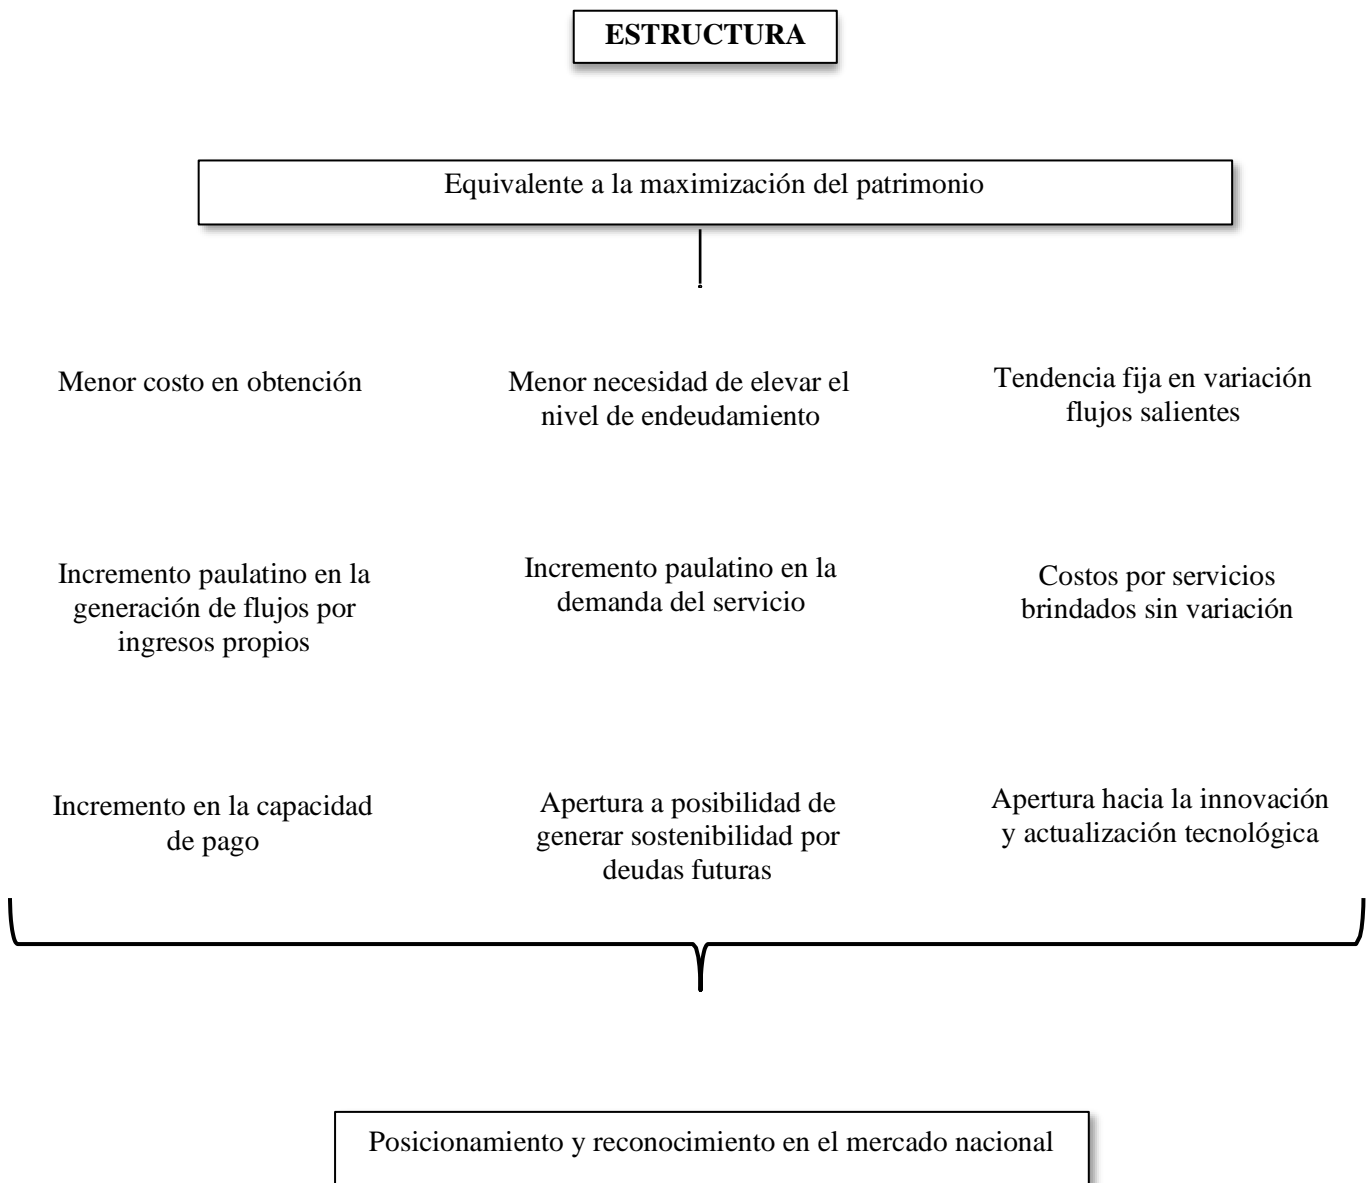 ESTRUCTURA
Equivalente a la maximización del patrimonio
Menor costo en obtención
Menor necesidad de elevar el
nivel de endeudamiento
Tendencia fija en variación
flujos salientes
Incremento paulatino en la
generación de flujos por
ingresos propios
Incremento paulatino en la
demanda del servicio
Costos por servicios
brindados sin variación
Incremento en la capacidad
de pago
Apertura a posibilidad de
generar sostenibilidad por
deudas futuras
Apertura hacia la innovación
y actualización tecnológica
Posicionamiento y reconocimiento en el mercado nacional